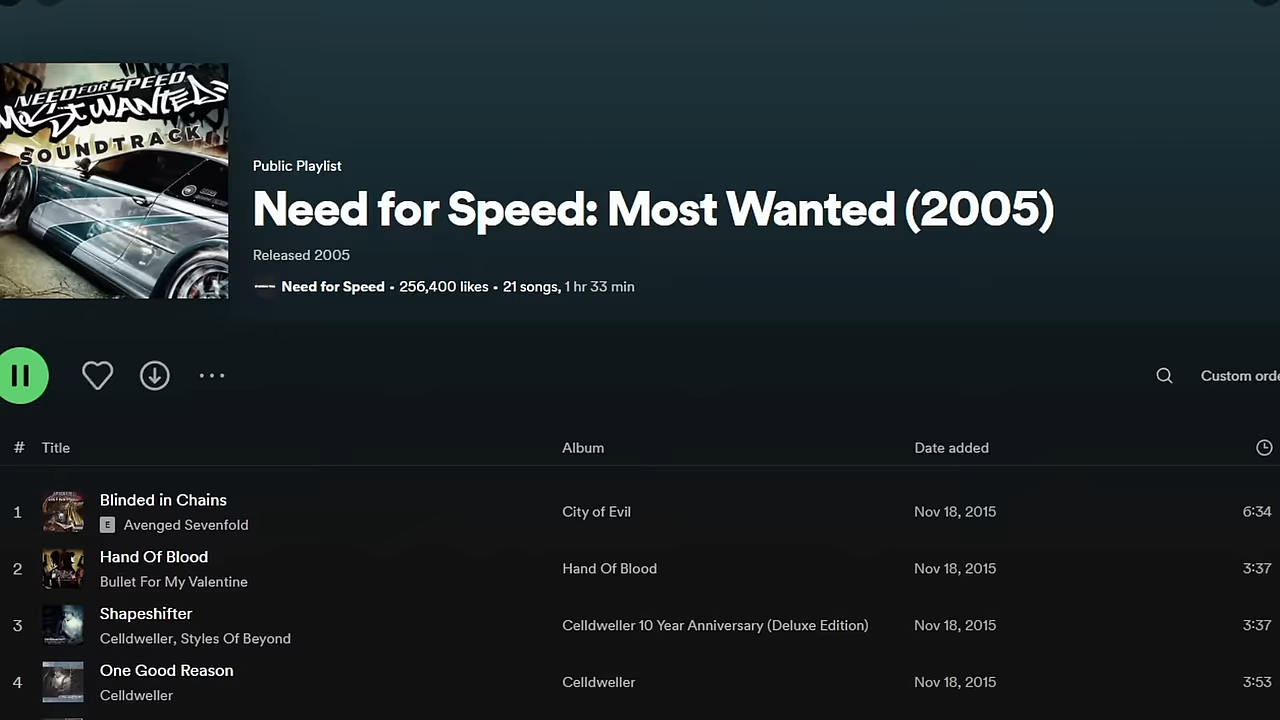 NEED FOR SPEED
MOST WANTED
SOUNDTRACK
Public Playlist
Need for Speed: Most Wanted (2005)
Released 2005
Need for Speed • 256,400 likes • 21 songs, 1 hr 33 min
Custom orde
# Title Album Date added
1 Blinded in Chains City of Evil Nov 18, 2015 6:34
E Avenged Sevenfold
2 Hand Of Blood Hand Of Blood Nov 18, 2015 3:37
Bullet For My Valentine
3 Shapeshifter Celldweller 10 Year Anniversary (Deluxe Edition) Nov 18, 2015 3:37
Celldweller, Styles Of Beyond
4 One Good Reason Celldweller Nov 18, 2015 3:53
Celldweller